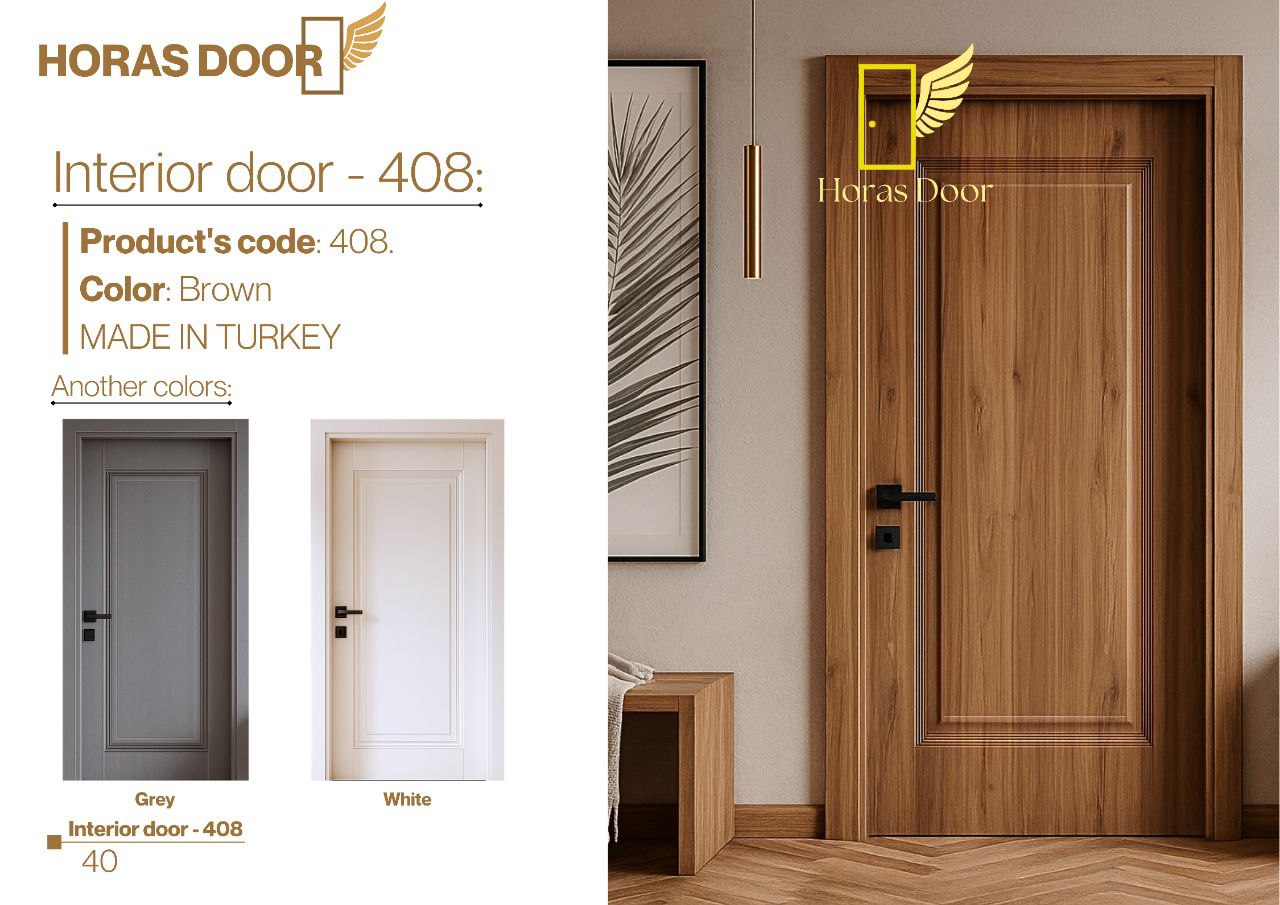 HORAS DOOR
Interior door - 408:
Product's code: 408.
Color: Brown
MADE IN TURKEY
Another colors:
Grey
White
Interior door - 408
40
Horas Door